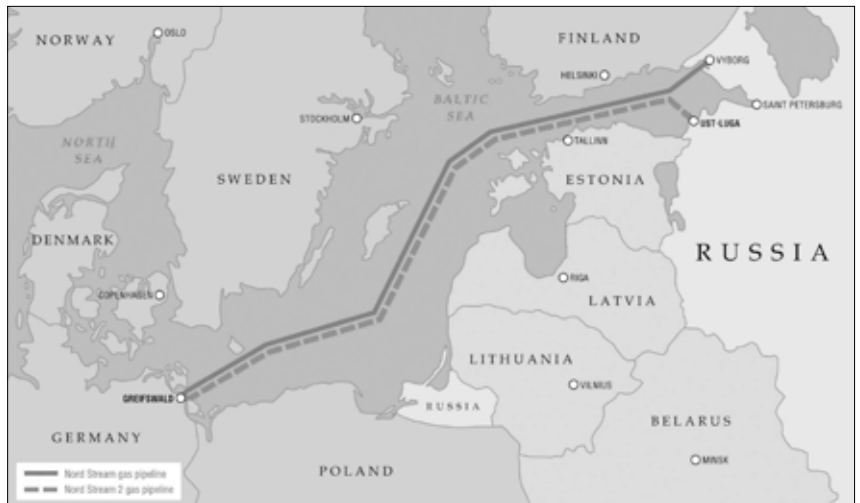 NORWAY
OSLO
FINLAND
HELSINKI
VYBORG
BALTIC
SEA
STOCKHOLM
SAINT PETERSBURG
UST-LUGA
NORTH
SEA
TALLINN
SWEDEN
ESTONIA
DENMARK
RUSSIA
COPENHAGEN
RIGA
LATVIA
LITHUANIA
VILNIUS
GREIFSWALD
RUSSIA
BELARUS
GERMANY
MINSK
POLAND
Nord Stream gas pipeline
Nord Stream 2 gas pipeline